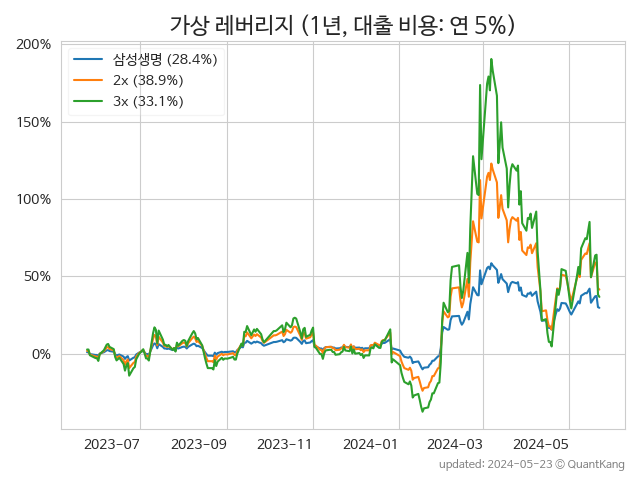 가상 레버리지 (1년, 대출 비용: 연 5%)
200%
150%
100%
50%
0%
삼성생명 (28.4%)
2x (38.9%)
3x (33.1%)
2023-07 2023-09 2023-11 2024-01 2024-03 2024-05
updated: 2024-05-23 © QuantKang